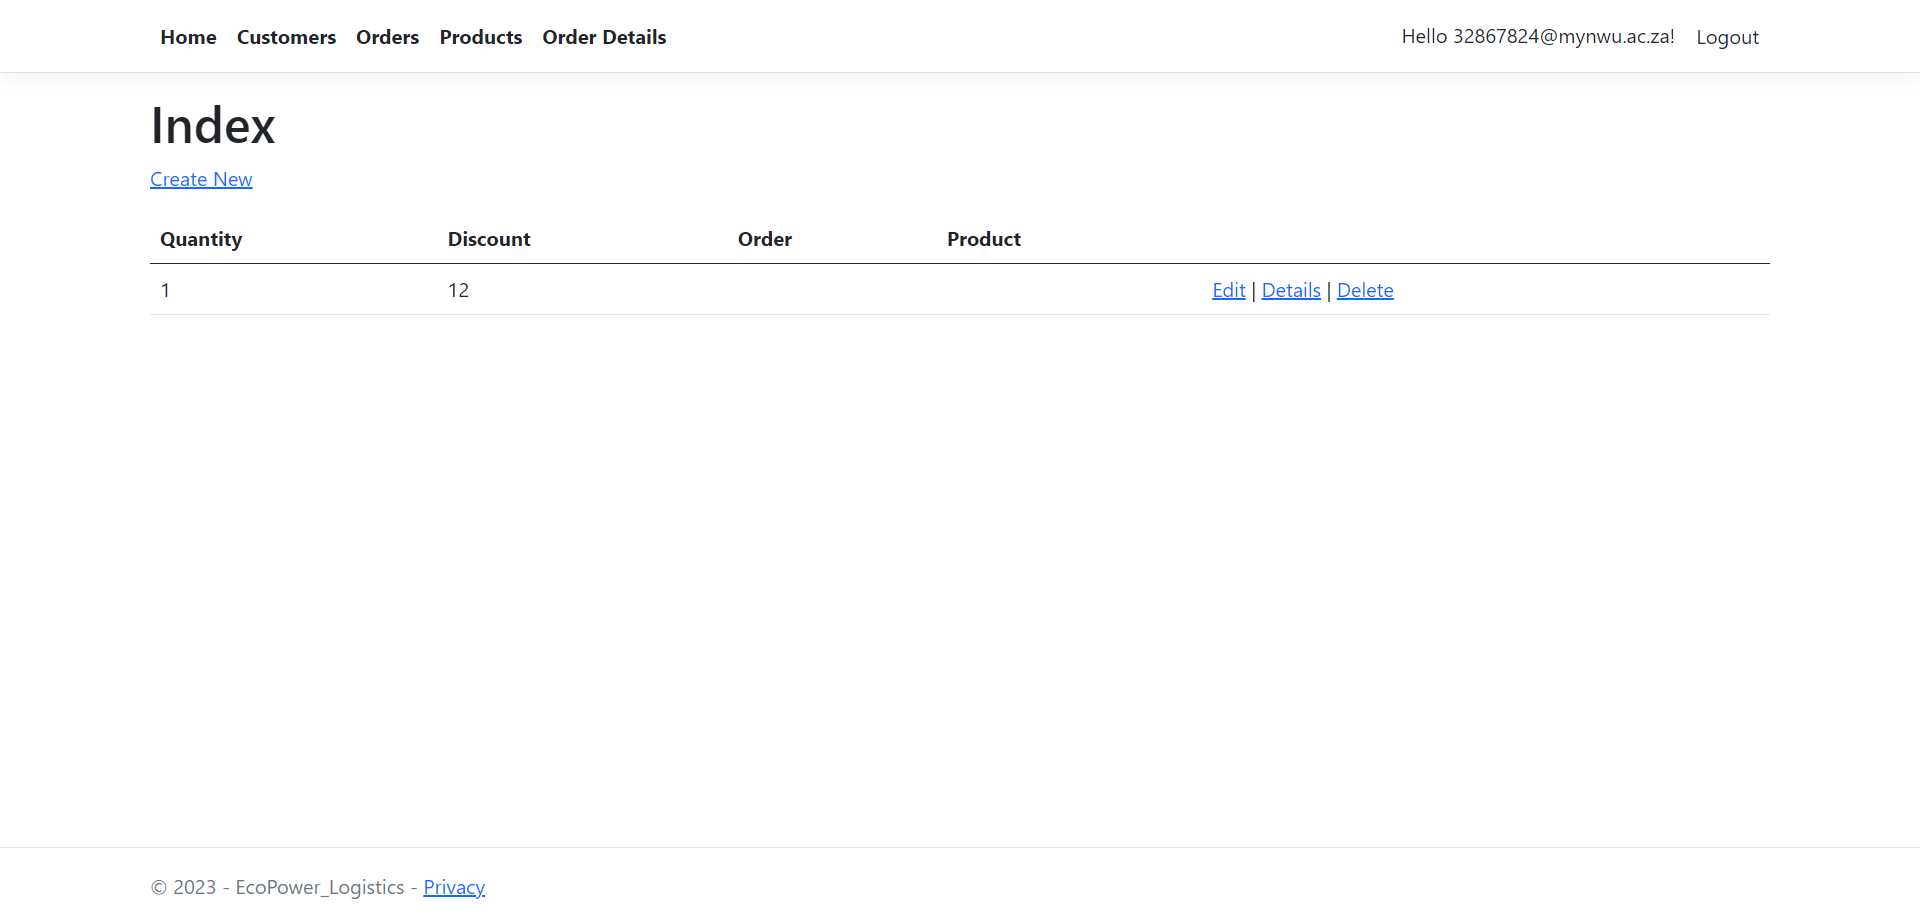 Home Customers Orders Products Order Details Hello 32867824@mynwu.ac.za! Logout
Index
Create New
Quantity Discount Order Product
1 12 Edit | Details | Delete
© 2023 - EcoPower_Logistics - Privacy